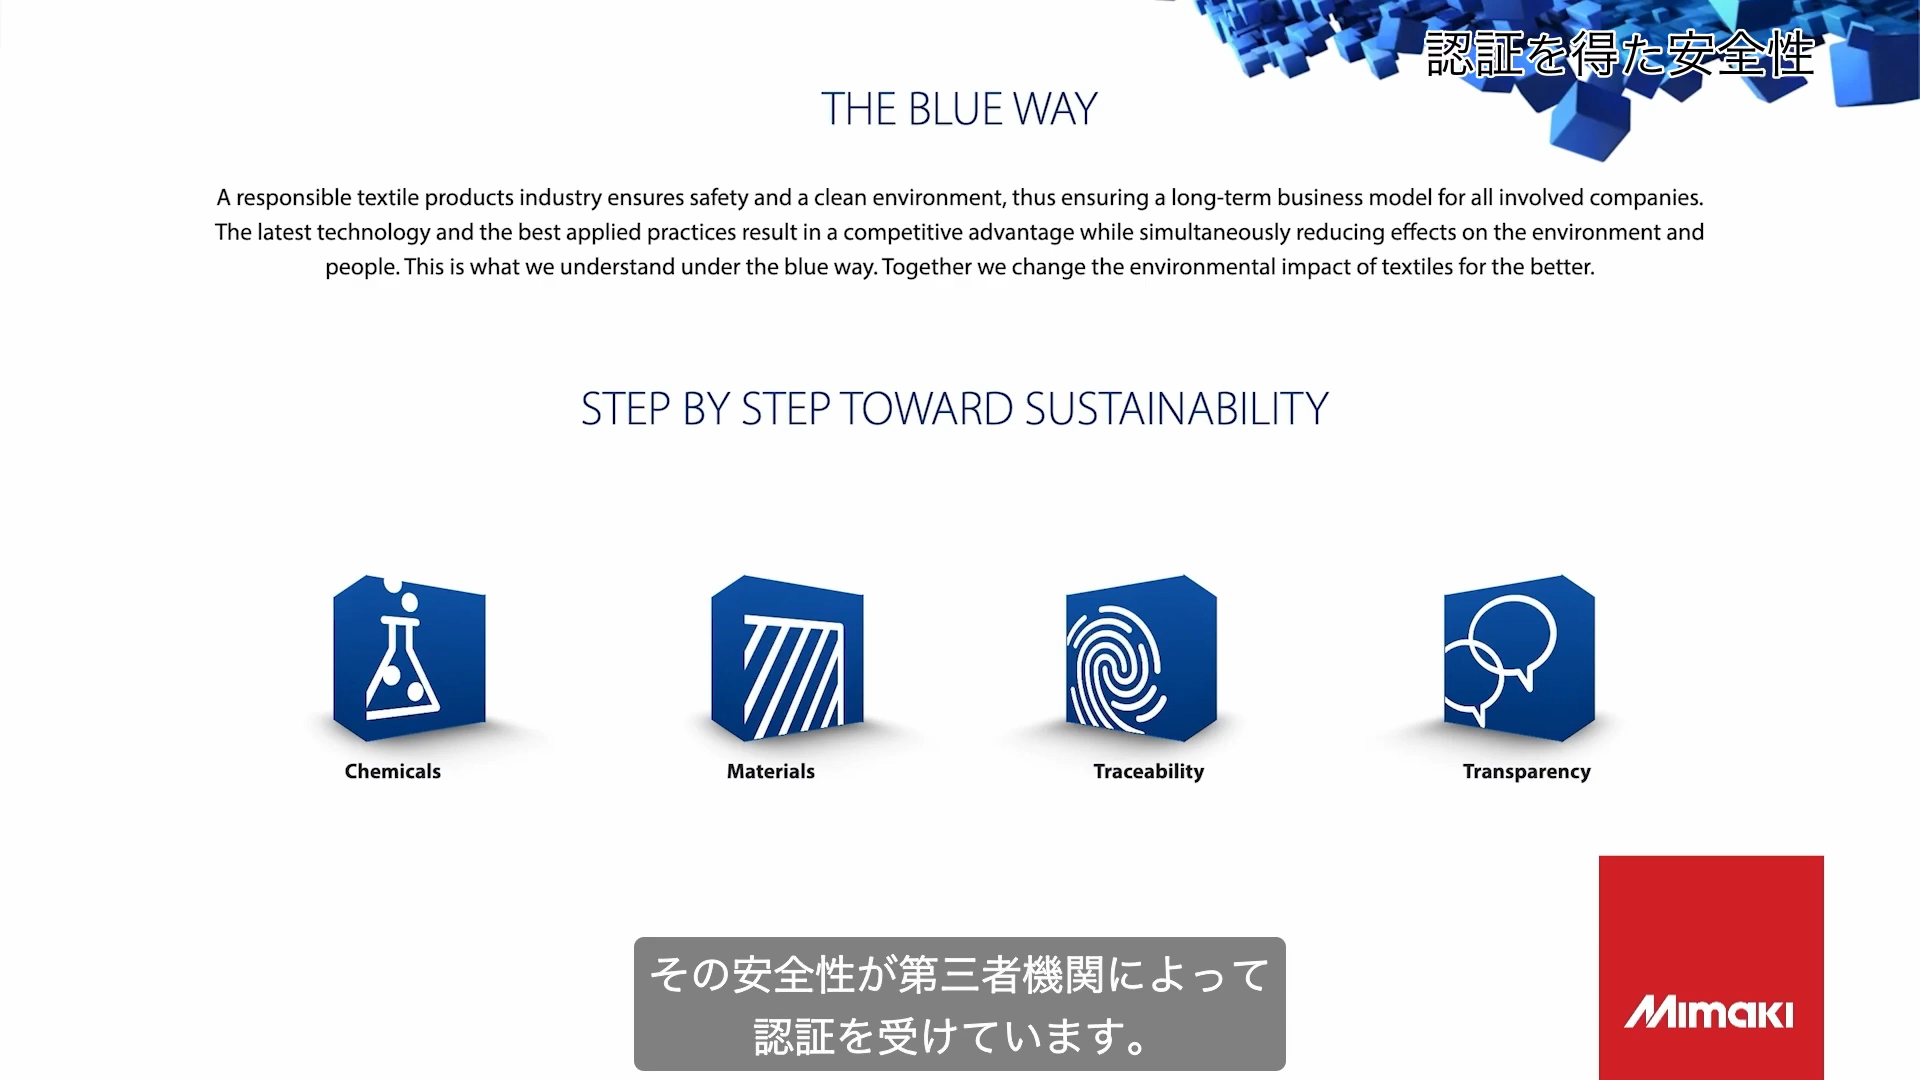 認証を得た安全性
THE BLUE WAY
A responsible textile products industry ensures safety and a clean environment, thus ensuring a long-term business model for all involved companies.
The latest technology and the best applied practices result in a competitive advantage while simultaneously reducing effects on the environment and
people. This is what we understand under the blue way. Together we change the environmental impact of textiles for the better.
STEP BY STEP TOWARD SUSTAINABILITY
Chemicals
Materials
Traceability
Transparency
Mimaki
その安全性が第三者機関によって
認証を受けています。